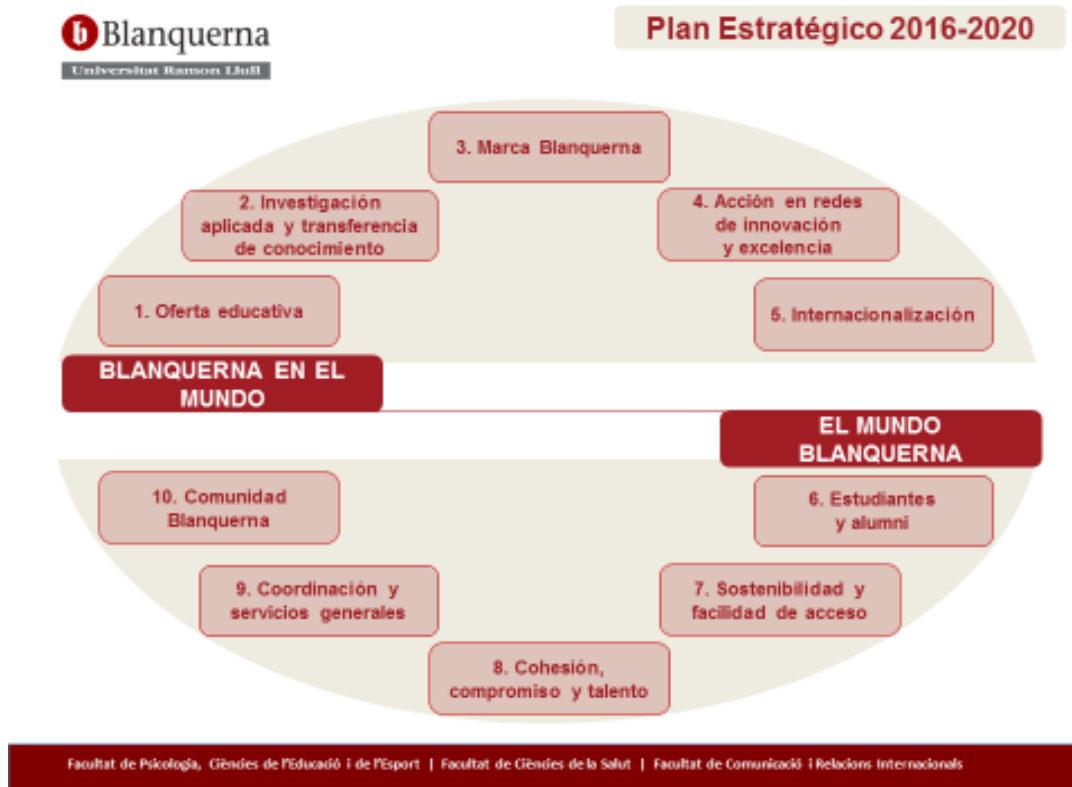 b Blanquerna
Universitat Ramon Llull
Plan Estratégico 2016-2020
3. Marca Blanquerna
2. Investigación
aplicada y transferencia
de conocimiento
4. Acción en redes
de innovación
y excelencia
1. Oferta educativa
5. Internacionalización
BLANQUERNA EN EL
MUNDO
EL MUNDO
BLANQUERNA
10. Comunidad
Blanquerna
6. Estudiantes
y alumni
9. Coordinación y
servicios generales
7. Sostenibilidad y
facilidad de acceso
8. Cohesión,
compromiso y talento
Facultat de Psicologia, Ciències de l'Educació i de l'Esport | Facultat de Ciències de la Salut | Facultat de Comunicació i Relacions Internacionals